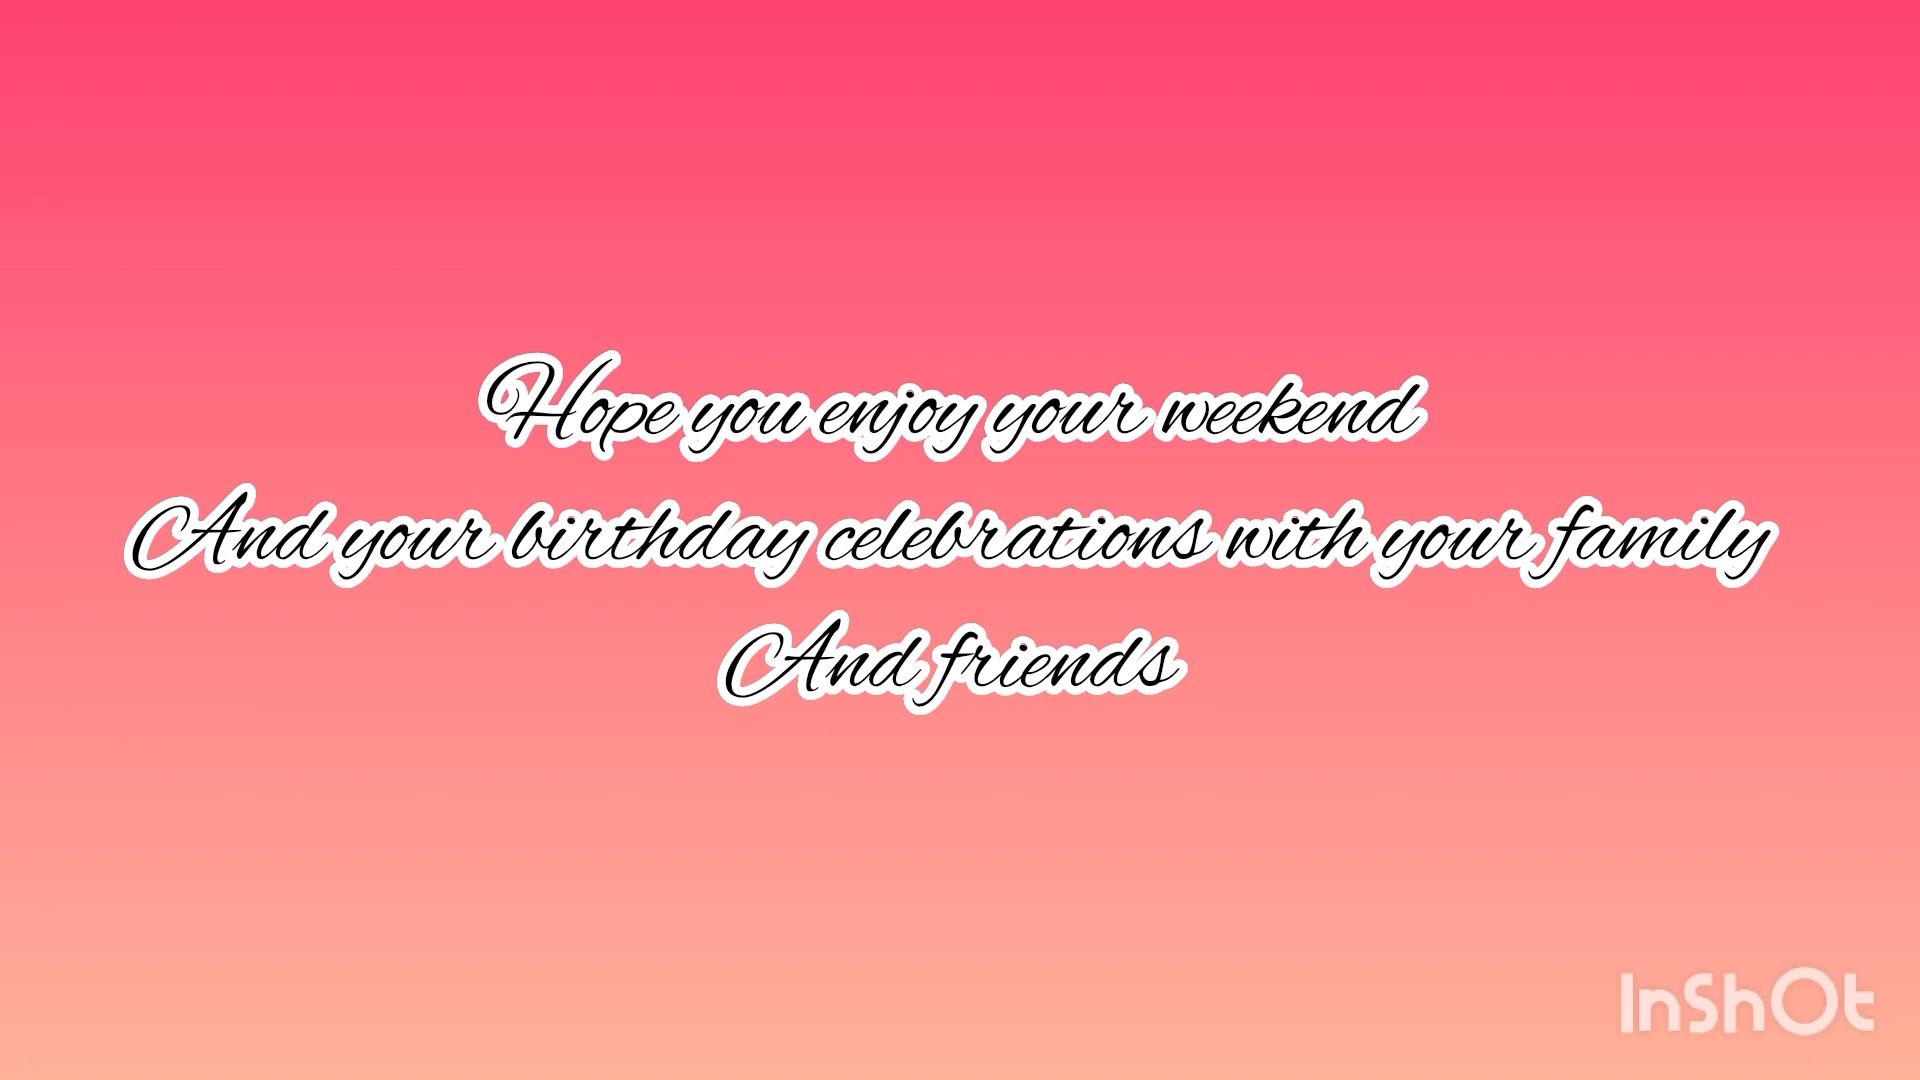 Hope you enjoy your weekend
And your birthday celebrations with your family
And friends
InShOt